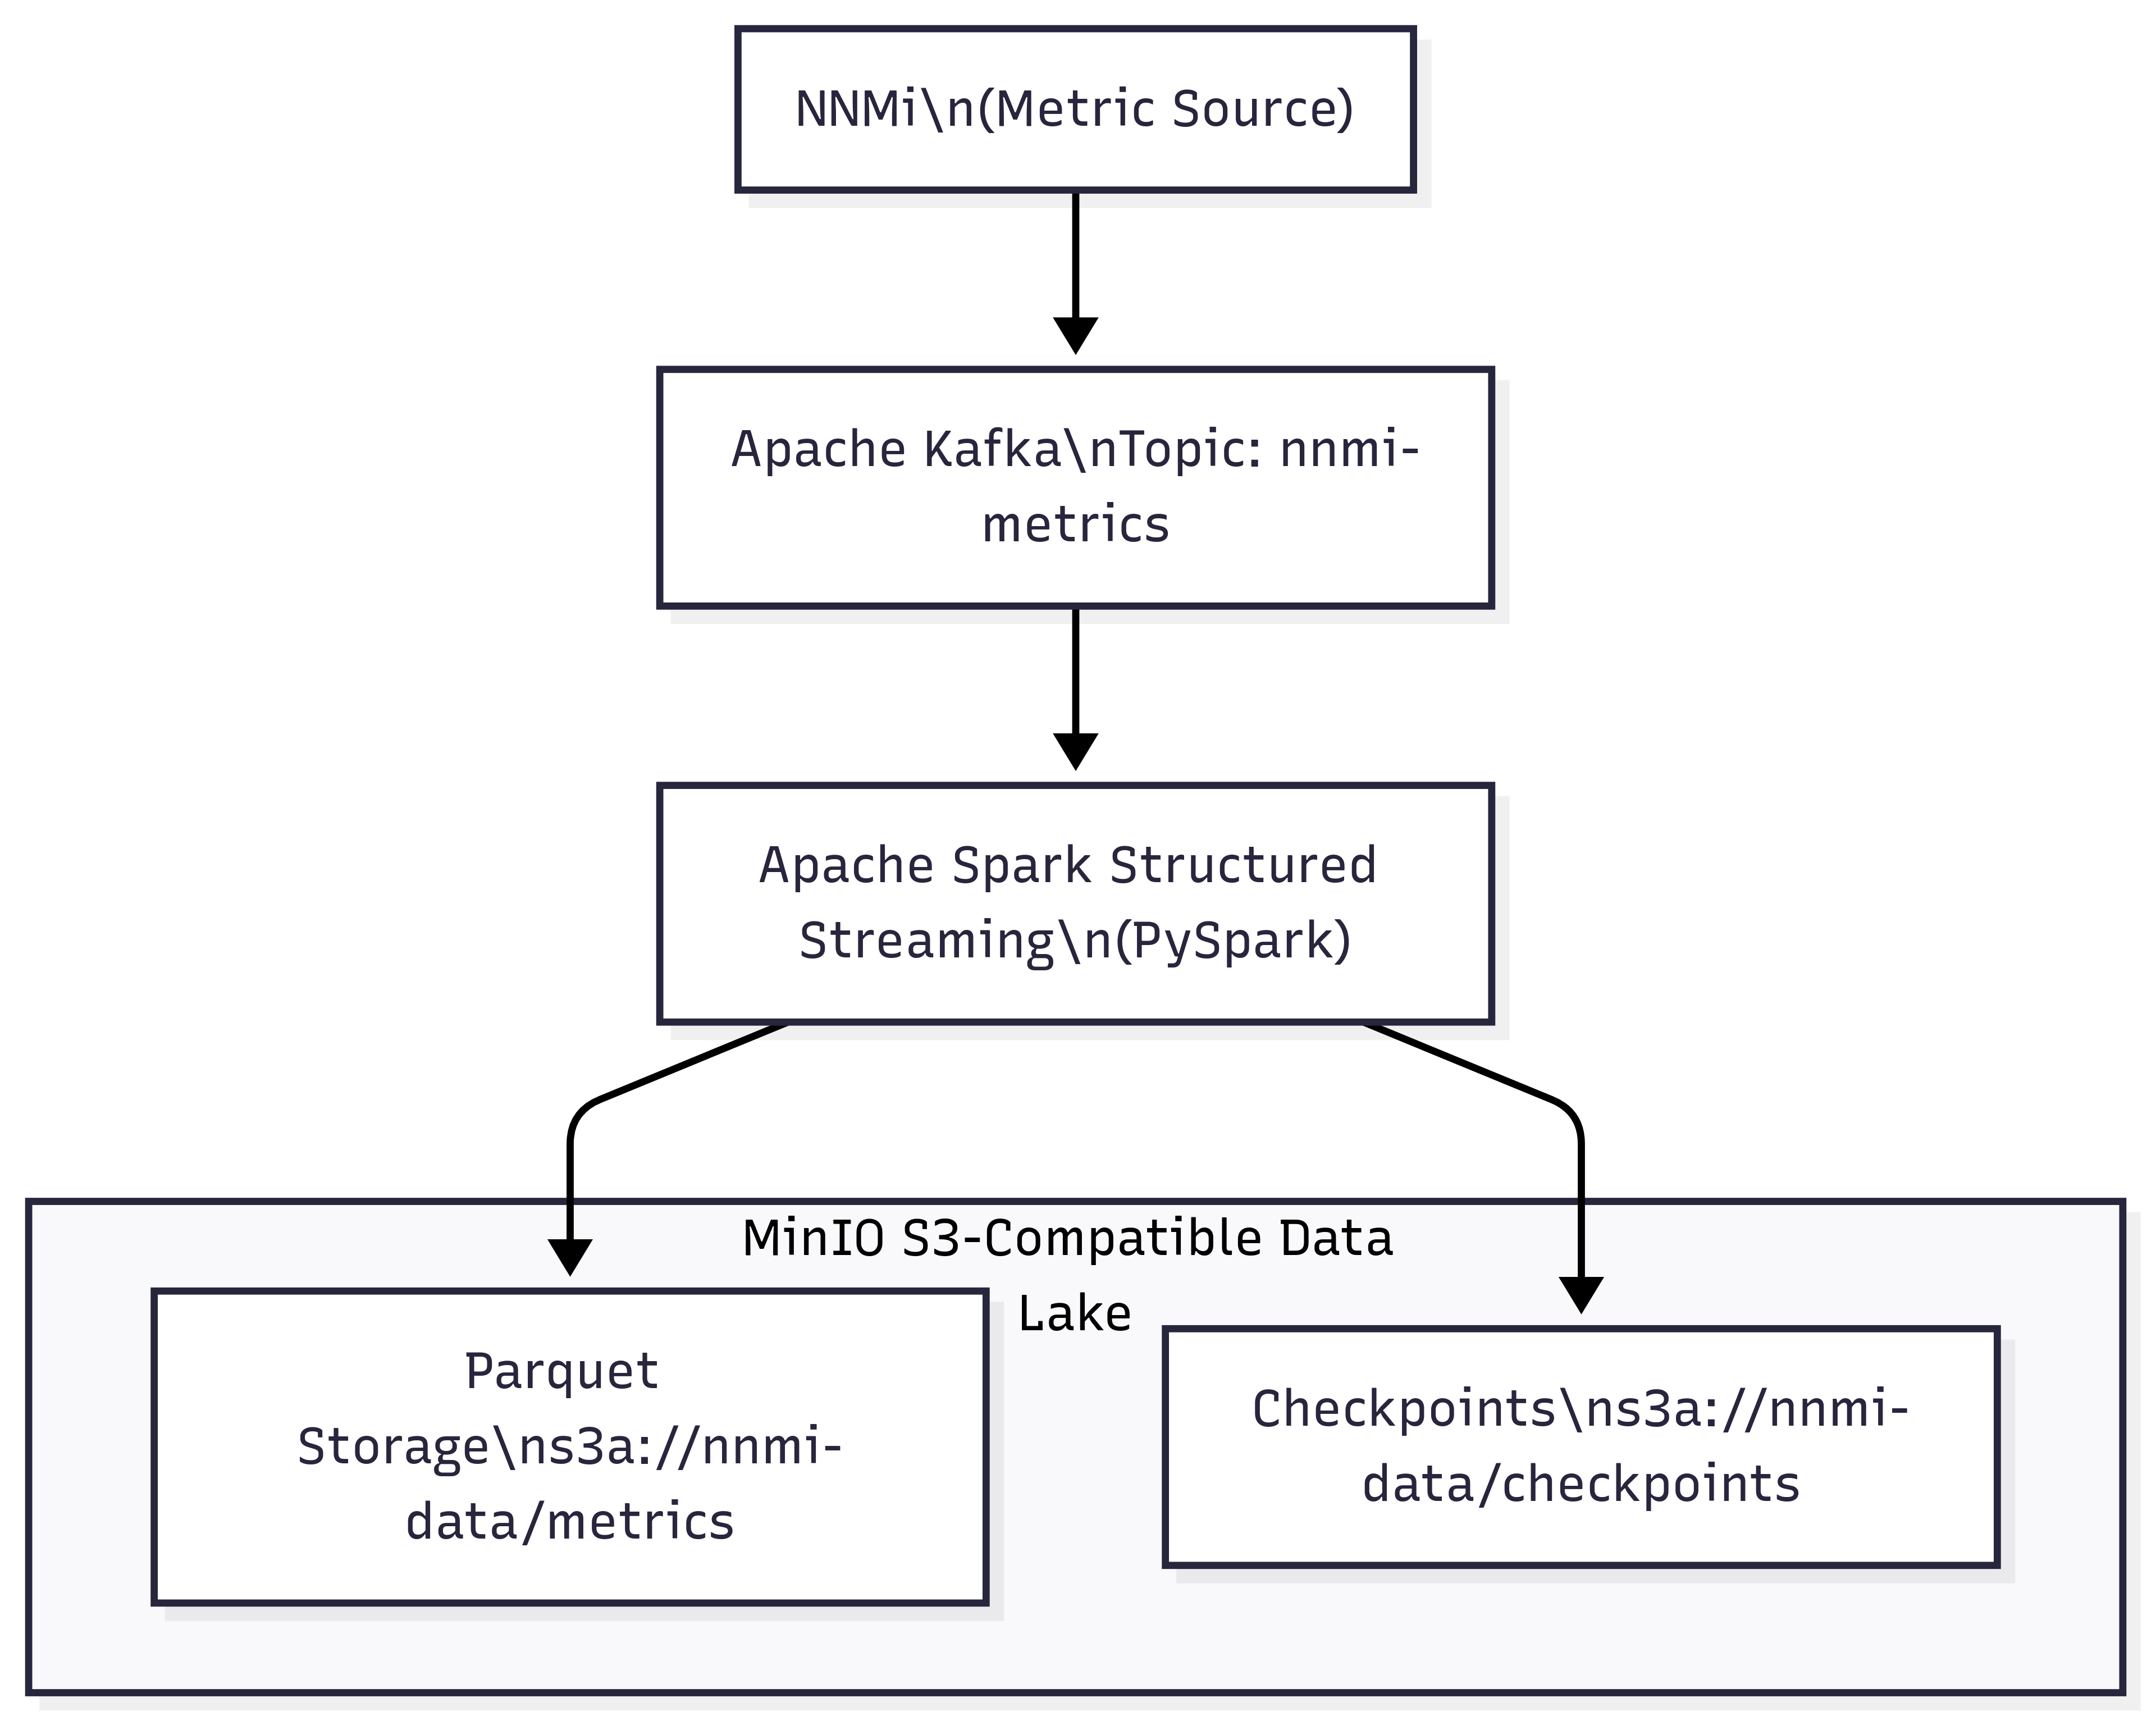 NNMi\n(Metric Source)
Apache Kafka\nTopic: nnmi-
metrics
Apache Spark Structured
Streaming\n(PySpark)
MinIO S3-Compatible Data
Lake
Parquet
Storage\ns3a://nnmi-
data/metrics
Checkpoints\ns3a://nnmi-
data/checkpoints